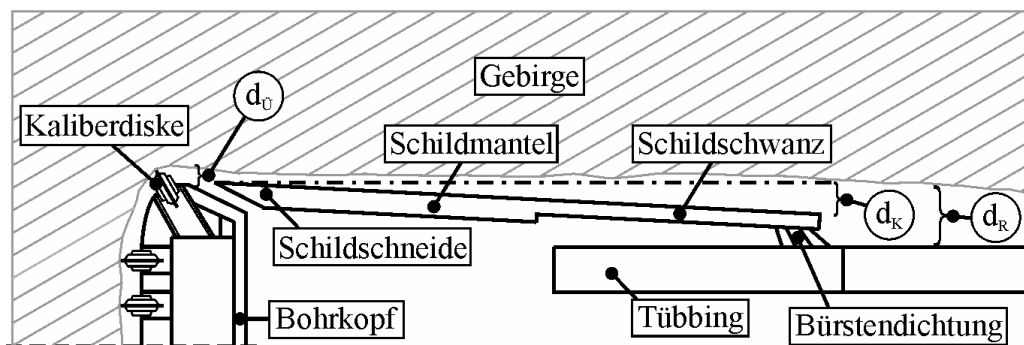 Gebirge
dÜ
Kaliberdiske
Schildmantel
Schildschwanz
dK
dR
Schildschneide
Bohrkopf
Tübbing
Bürstendichtung